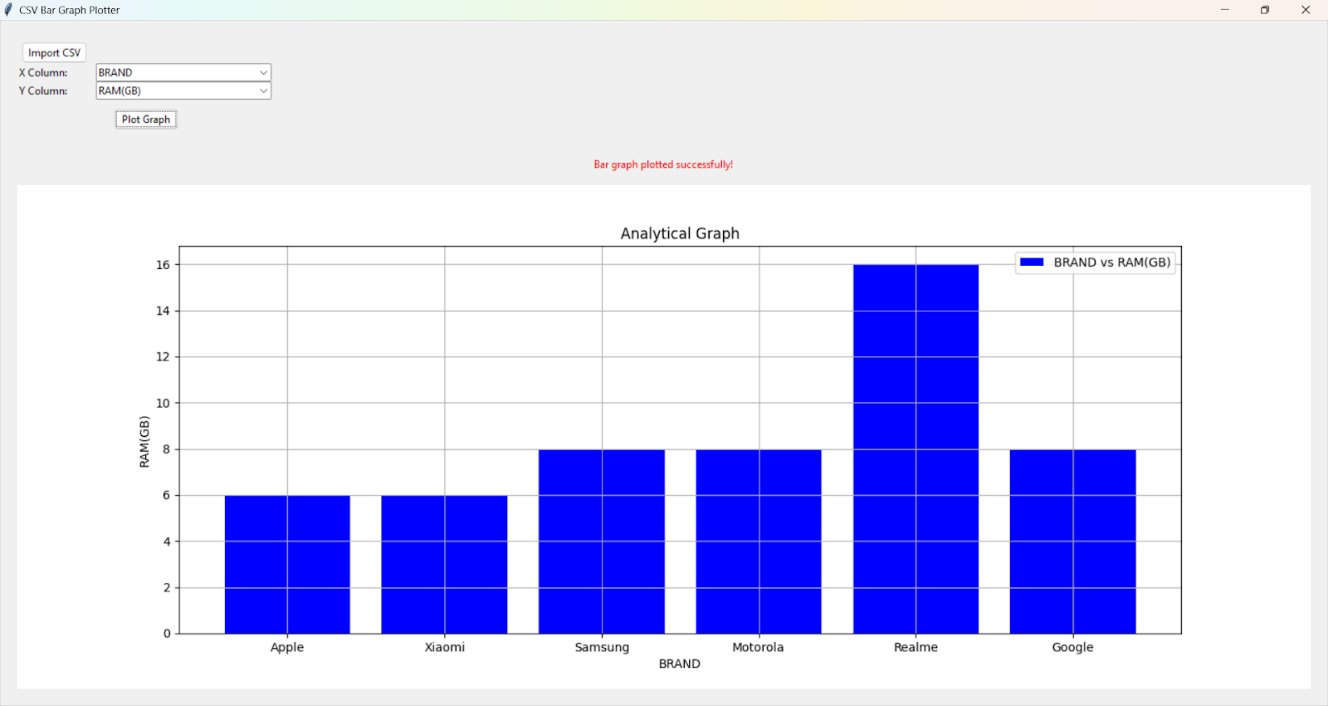 CSV Bar Graph Plotter
Import CSV
X Column: BRAND
Y Column: RAM(GB)
Plot Graph
Bar graph plotted successfully!
Analytical Graph
BRAND vs RAM(GB)
16
14
12
10
8
6
4
2
0
RAM(GB)
Apple Xiaomi Samsung Motorola Realme Google
BRAND